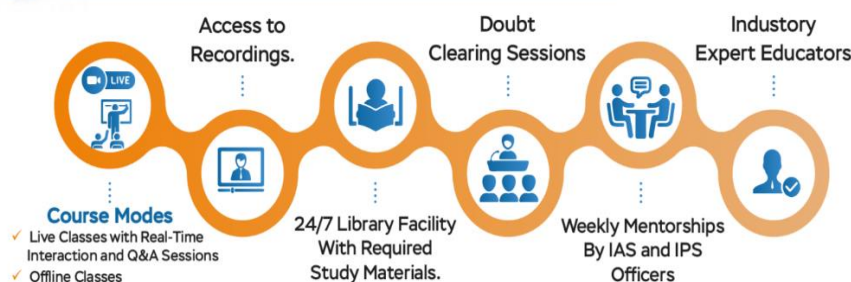 LIVE
Course Modes
✓ Live Classes with Real-Time
Interaction and Q&A Sessions
✓ Offline Classes
Access to
Recordings.
24/7 Library Facility
With Required
Study Materials.
Doubt
Clearing Sessions
Weekly Mentorships
By IAS and IPS
Officers
Industory
Expert Educators